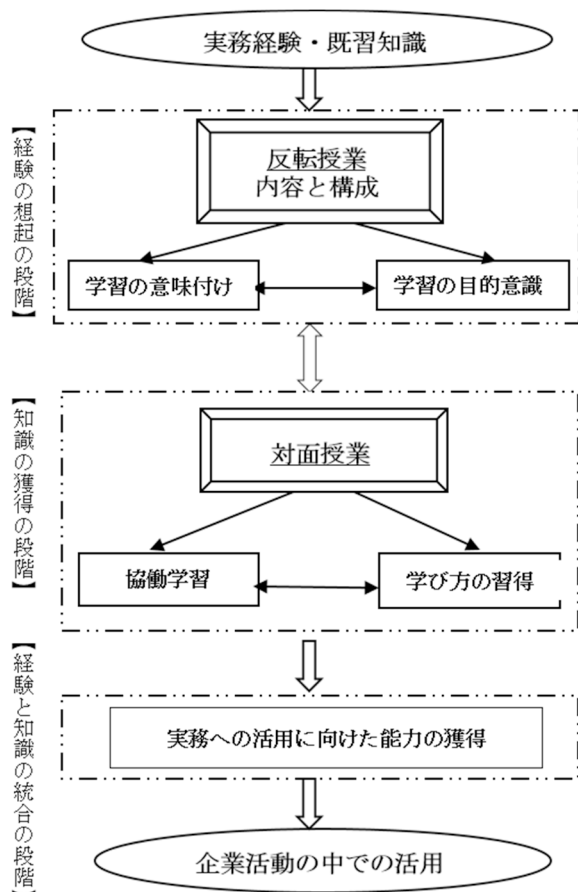 実務経験・既習知識
【経験の想起の段階】
反転授業
内容と構成
学習の意味付け
学習の目的意識
【知識の獲得の段階】
対面授業
協働学習
学び方の習得
【経験と知識の統合の段階】
実務への活用に向けた能力の獲得
企業活動の中での活用